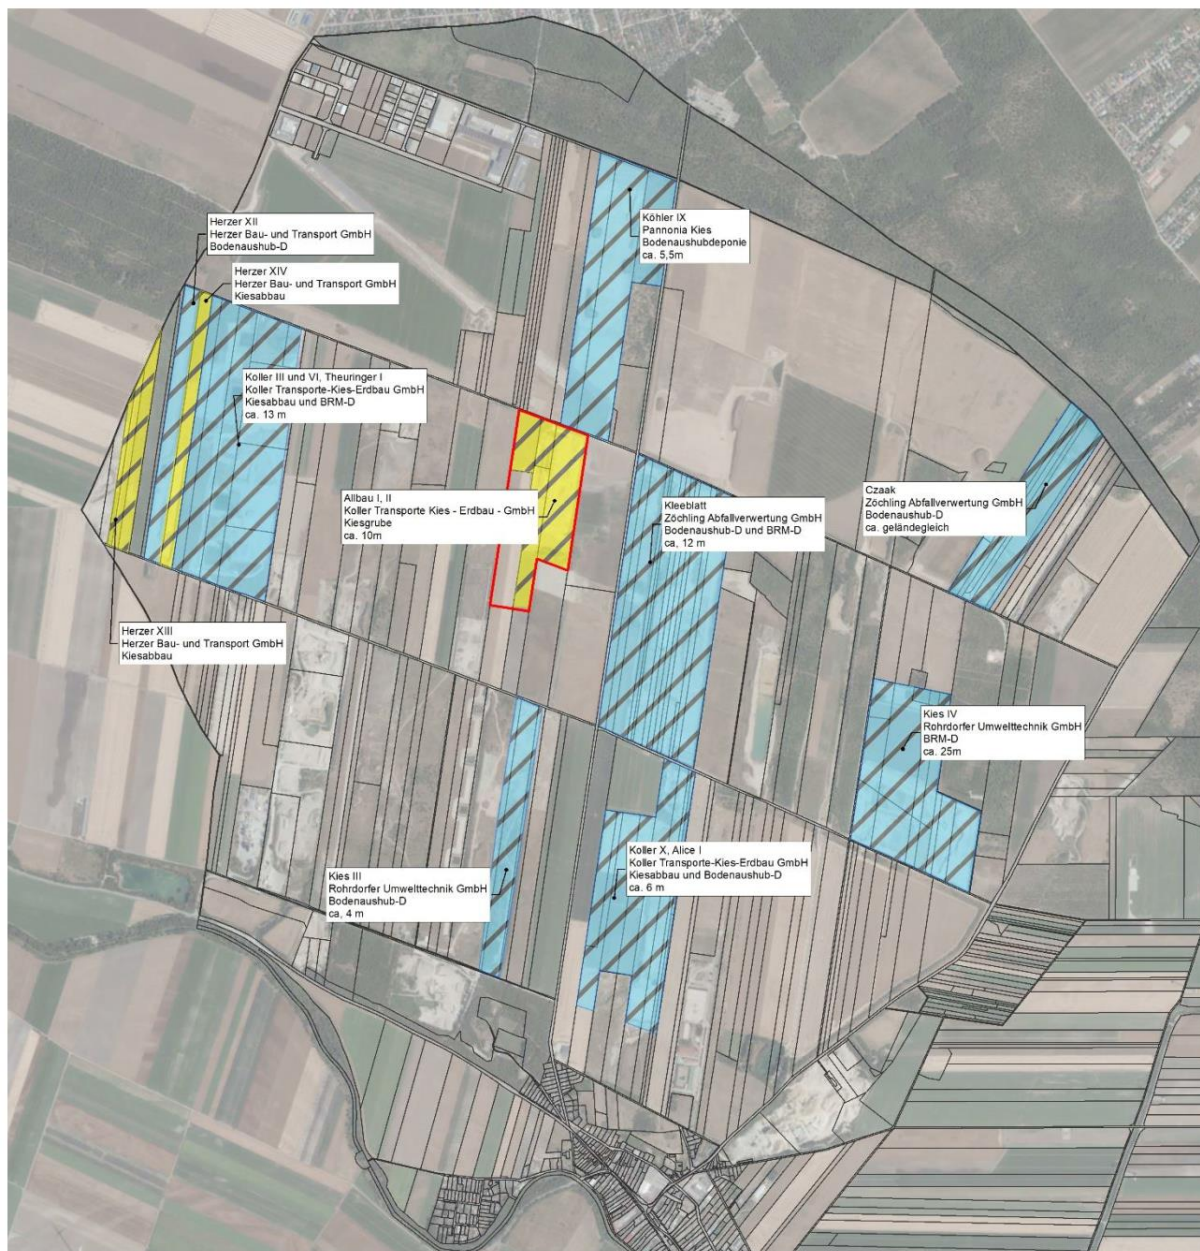 Herzer XII
Herzer Bau- und Transport GmbH
Bodenaushub-D
Herzer XIV
Herzer Bau- und Transport GmbH
Kiesabbau
Köhler IX
Pannonia Kies
Bodenaushubdeponie
ca. 5,5m
Koller III und VI, Theuringer I
Koller Transporte-Kies-Erdbau GmbH
Kiesabbau und BRM-D
ca. 13 m
Allbau I, II
Koller Transporte Kies - Erdbau - GmbH
Kiesgrube
ca. 10m
Kleeblatt
Zöchling Abfallverwertung GmbH
Bodenaushub-D und BRM-D
ca, 12 m
Czaak
Zöchling Abfallverwertung GmbH
Bodenaushub-D
ca. geländegleich
Herzer XIII
Herzer Bau- und Transport GmbH
Kiesabbau
Kies IV
Rohrdorfer Umwelttechnik GmbH
BRM-D
ca. 25m
Kies III
Rohrdorfer Umwelttechnik GmbH
Bodenaushub-D
ca, 4 m
Koller X, Alice I
Koller Transporte-Kies-Erdbau GmbH
Kiesabbau und Bodenaushub-D
ca. 6 m